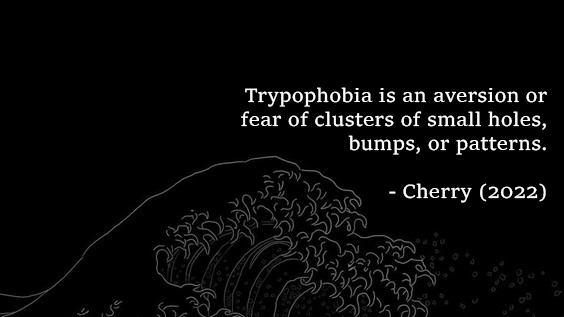 Trypophobia is an aversion or
fear of clusters of small holes,
bumps, or patterns.
- Cherry (2022)